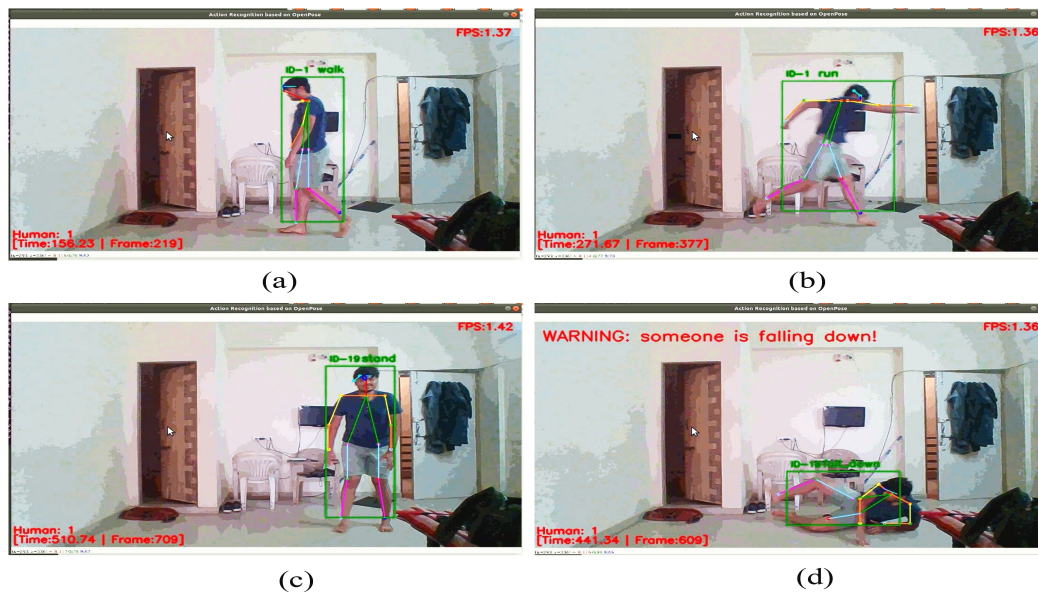 Action Recognition based on OpenPose
FPS:1.37
ID-1 walk
Human: 1
[Time:156.23 | Frame:219]
(a)
Action Recognition based on OpenPose
FPS:1.36
ID-1 run
Human: 1
[Time:271.67 | Frame:377]
(b)
Action Recognition based on OpenPose
FPS:1.42
ID-19stand
Human: 1
[Time:510.74 | Frame:709]
(c)
Action Recognition based on OpenPose
FPS:1.36
WARNING: someone is falling down!
Human: 1
[Time:441.34 | Frame:609]
(d)